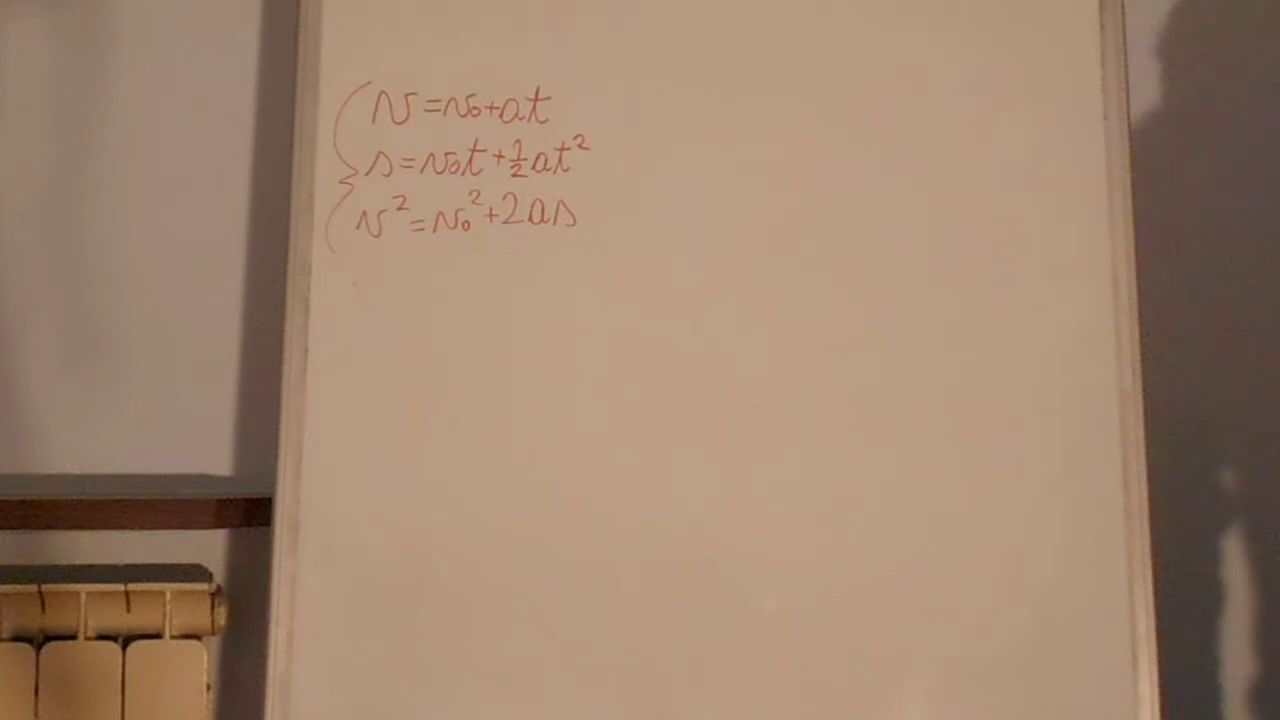 v = v₀ + at
s = v₀t + ½at²
v² = v₀² + 2as